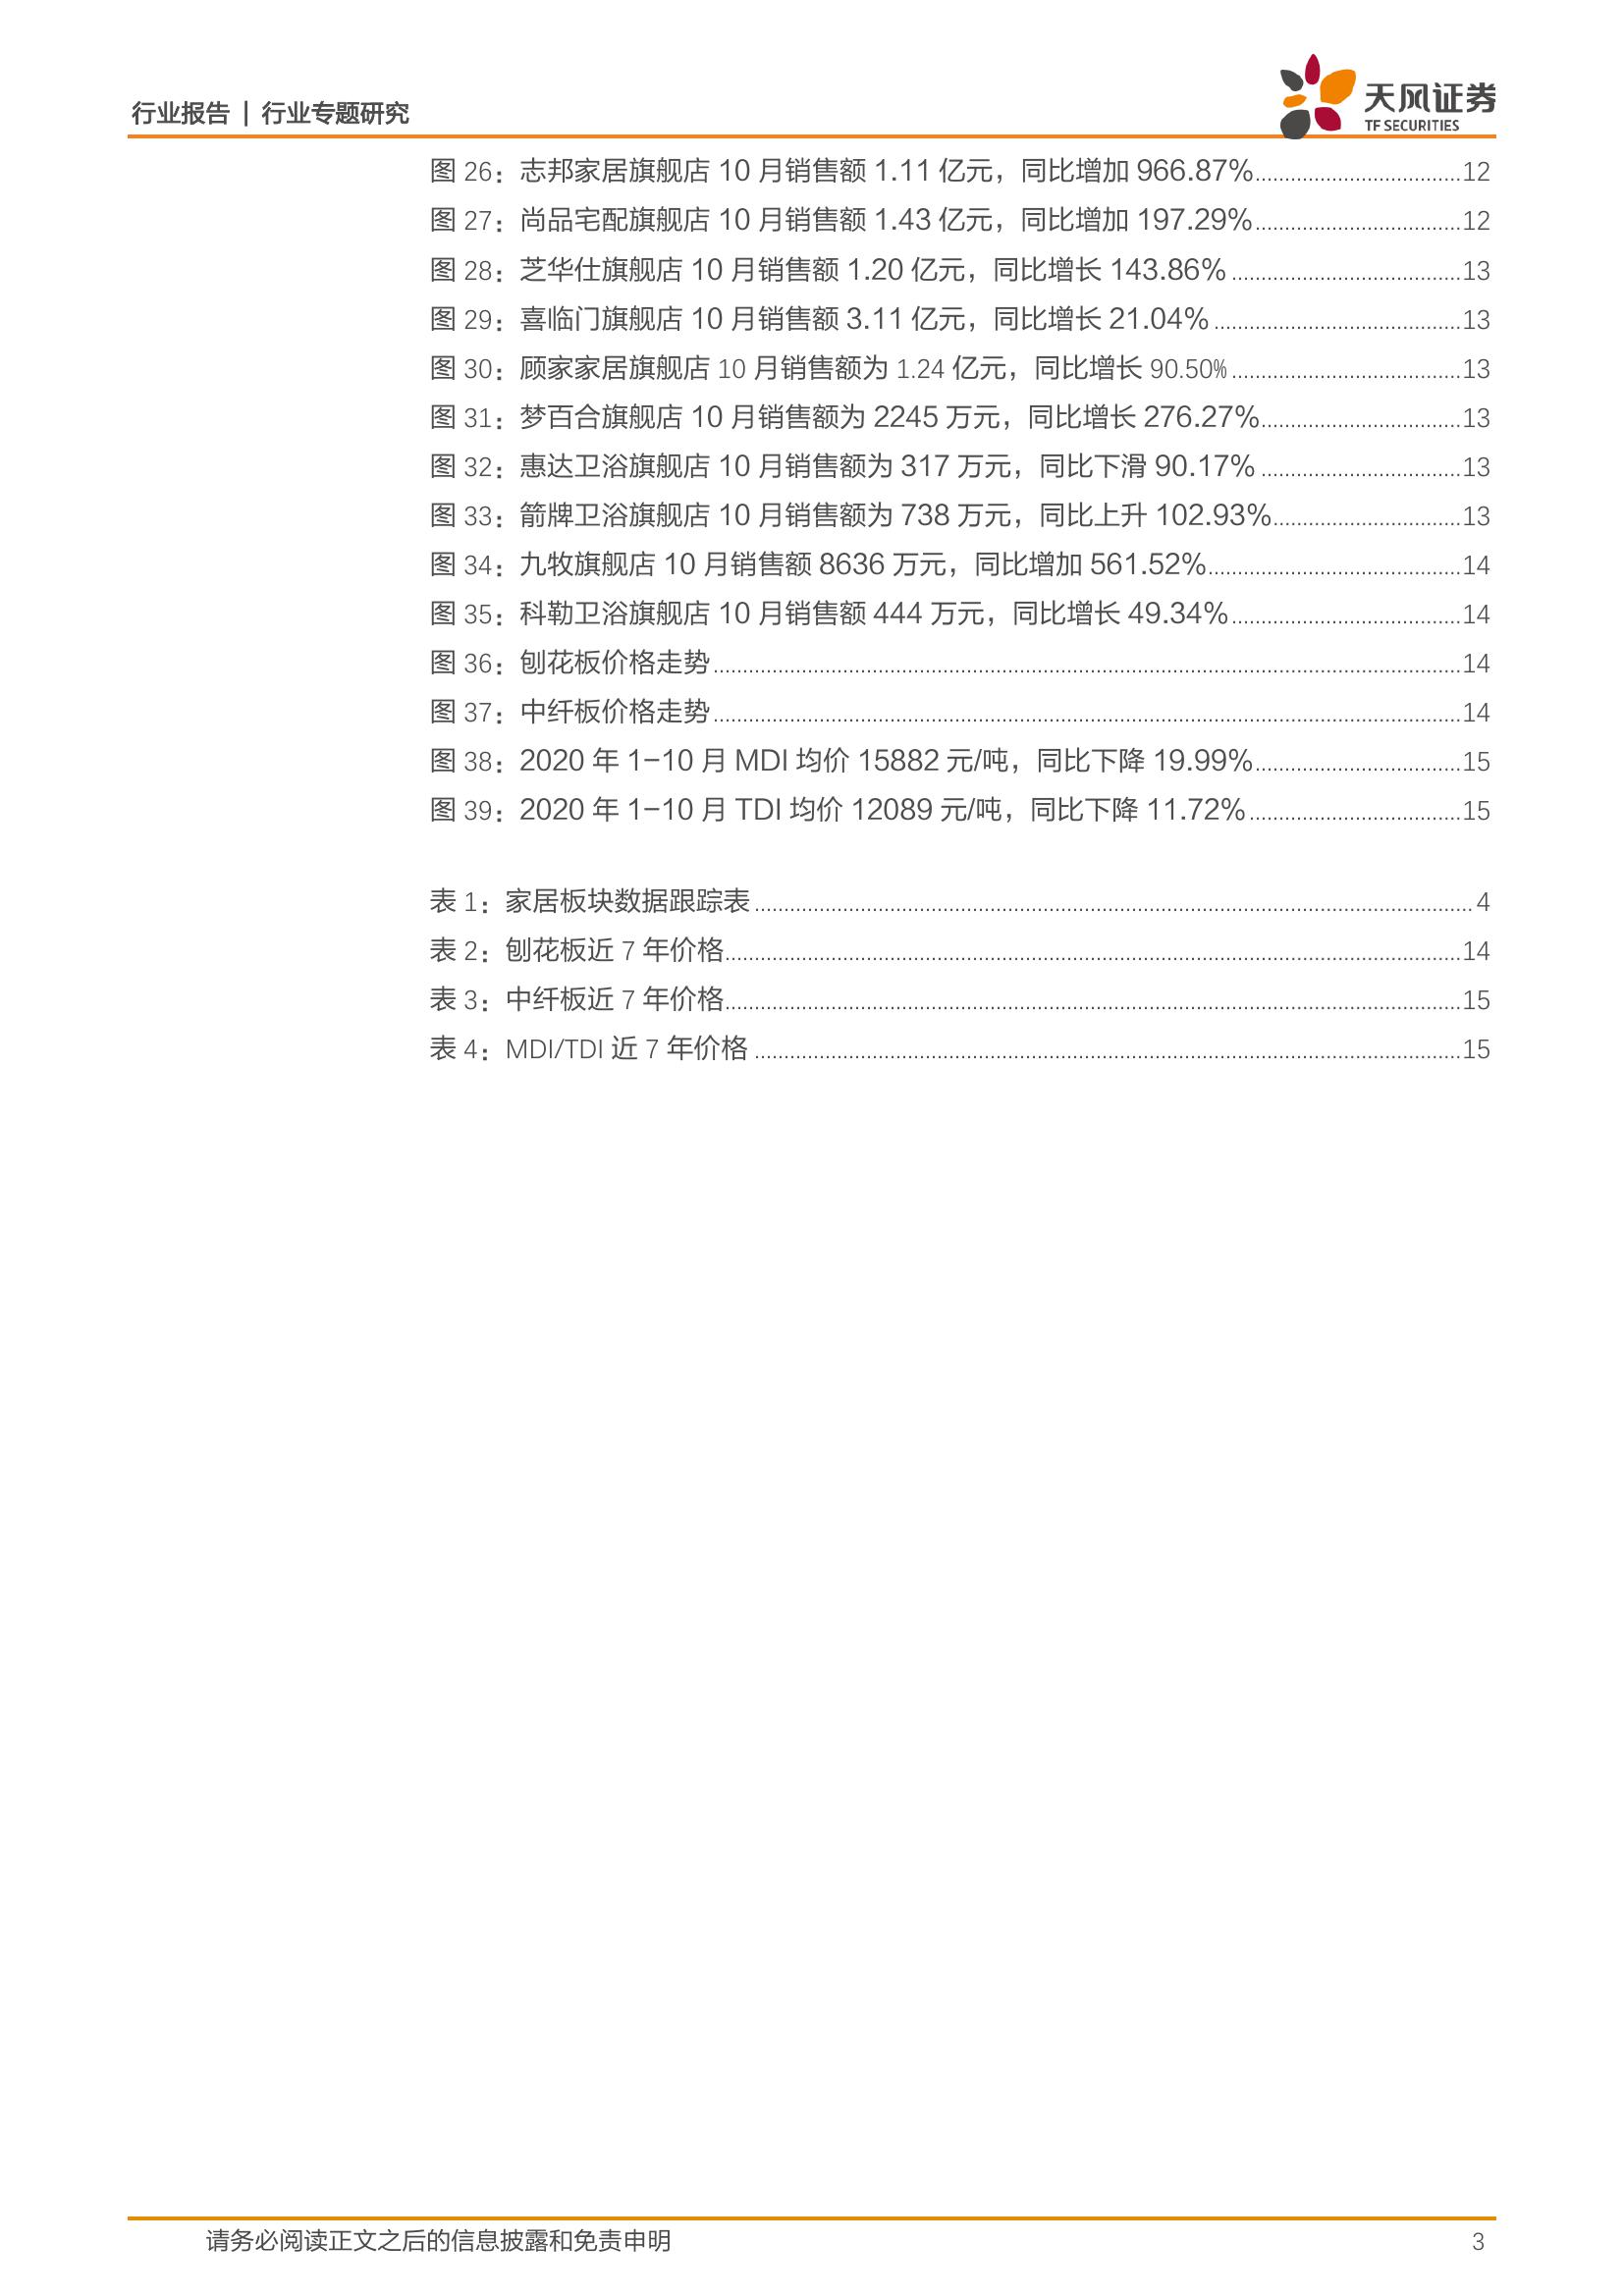 行业报告 | 行业专题研究
天风证券
TF SECURITIES
图 26：志邦家居旗舰店 10 月销售额 1.11 亿元，同比增加 966.87%..................................12
图 27：尚品宅配旗舰店 10 月销售额 1.43 亿元，同比增加 197.29%..................................12
图 28：芝华仕旗舰店 10 月销售额 1.20 亿元，同比增长 143.86%......................................13
图 29：喜临门旗舰店 10 月销售额 3.11 亿元，同比增长 21.04%.........................................13
图 30：顾家家居旗舰店 10 月销售额为 1.24 亿元，同比增长 90.50%......................................13
图 31：梦百合旗舰店 10 月销售额为 2245 万元，同比增长 276.27%.................................13
图 32：惠达卫浴旗舰店 10 月销售额为 317 万元，同比下滑 90.17%.................................13
图 33：箭牌卫浴旗舰店 10 月销售额为 738 万元，同比上升 102.93%...............................13
图 34：九牧旗舰店 10 月销售额 8636 万元，同比增加 561.52%..........................................14
图 35：科勒卫浴旗舰店 10 月销售额 444 万元，同比增长 49.34%......................................14
图 36：刨花板价格走势..............................................................................................14
图 37：中纤板价格走势..............................................................................................14
图 38：2020 年 1-10 月 MDI 均价 15882 元/吨，同比下降 19.99%..................................15
图 39：2020 年 1-10 月 TDI 均价 12089 元/吨，同比下降 11.72%...................................15
表 1：家居板块数据跟踪表..........................................................................................4
表 2：刨花板近 7 年价格............................................................................................14
表 3：中纤板近 7 年价格............................................................................................15
表 4：MDI/TDI 近 7 年价格........................................................................................15
请务必阅读正文之后的信息披露和免责申明
3